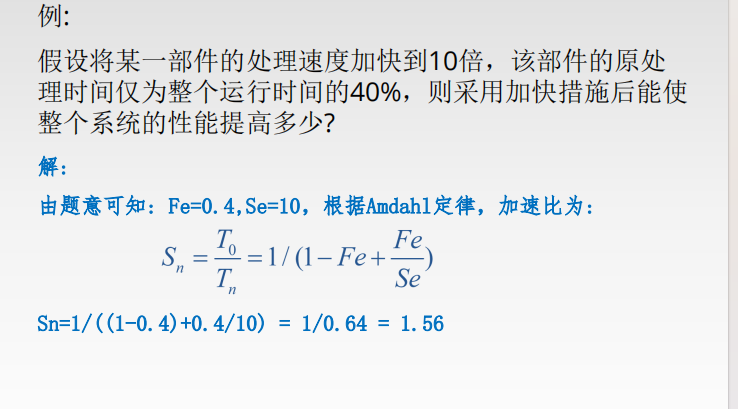 例:
假设将某一部件的处理速度加快到10倍，该部件的原处
理时间仅为整个运行时间的40%，则采用加快措施后能使
整个系统的性能提高多少?
解：
由题意可知：Fe=0.4,Se=10，根据Amdahl定律，加速比为：
Sn = T0/Tn = 1/(1−Fe+Fe/Se)
Sn=1/((1-0.4)+0.4/10) = 1/0.64 = 1.56